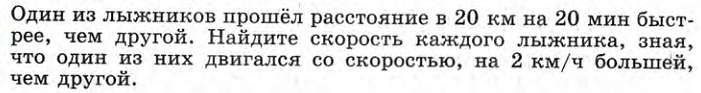 Один из лыжников прошёл расстояние в 20 км на 20 мин быст-
рее, чем другой. Найдите скорость каждого лыжника, зная,
что один из них двигался со скоростью, на 2 км/ч большей,
чем другой.